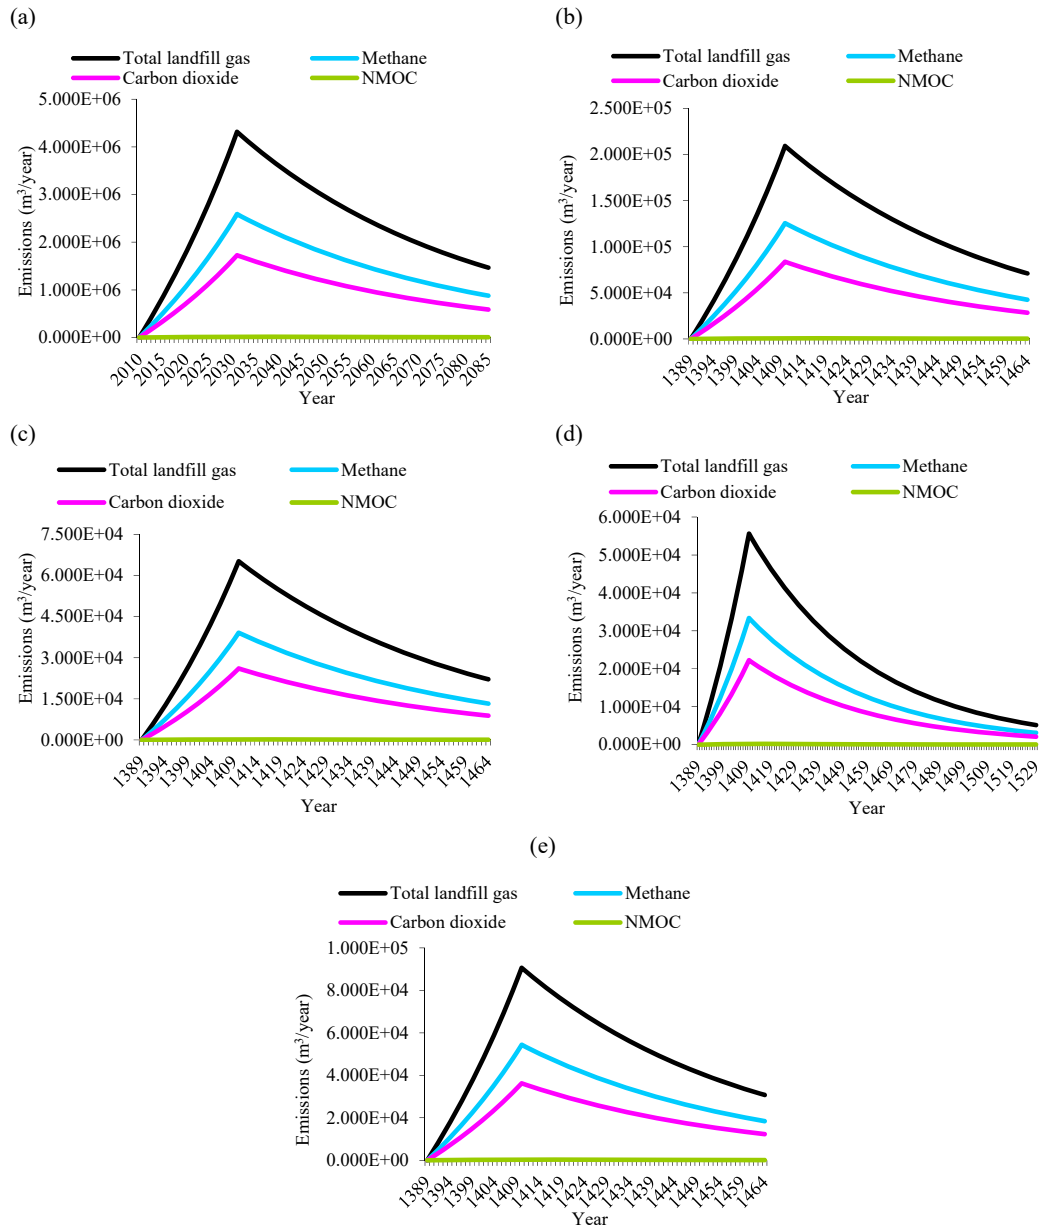 (a)
Total landfill gas
Methane
Carbon dioxide
NMOC
5.000E+06
4.000E+06
3.000E+06
2.000E+06
1.000E+06
0.000E+00
Emissions (m³/year)
2010 2015 2020 2025 2030 2035 2040 2045 2050 2055 2060 2065 2070 2075 2080 2085
Year
(b)
Total landfill gas
Methane
Carbon dioxide
NMOC
2.500E+05
2.000E+05
1.500E+05
1.000E+05
5.000E+04
0.000E+00
Emissions (m³/year)
1389 1394 1399 1404 1409 1414 1419 1424 1429 1434 1439 1444 1449 1454 1459 1464
Year
(c)
Total landfill gas
Methane
Carbon dioxide
NMOC
7.500E+04
6.000E+04
4.500E+04
3.000E+04
1.500E+04
0.000E+00
Emissions (m³/year)
1389 1394 1399 1404 1409 1414 1419 1424 1429 1434 1439 1444 1449 1454 1459 1464
Year
(d)
Total landfill gas
Methane
Carbon dioxide
NMOC
6.000E+04
5.000E+04
4.000E+04
3.000E+04
2.000E+04
1.000E+04
0.000E+00
Emissions (m³/year)
1389 1399 1409 1419 1429 1439 1449 1459 1469 1479 1489 1499 1509 1519 1529
Year
(e)
Total landfill gas
Methane
Carbon dioxide
NMOC
1.000E+05
8.000E+04
6.000E+04
4.000E+04
2.000E+04
0.000E+00
Emissions (m³/year)
1389 1394 1399 1404 1409 1414 1419 1424 1429 1434 1439 1444 1449 1454 1459 1464
Year